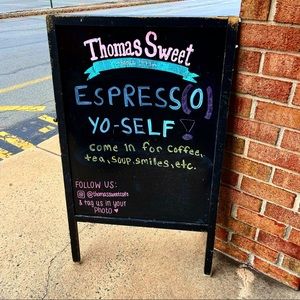 Thomas Sweet
ESPRESSO
YO-SELF
come in for coffee,
tea, soup, smiles, etc.
FOLLOW US:
@thomassweetcafe
& tag us in your
Photo ♥